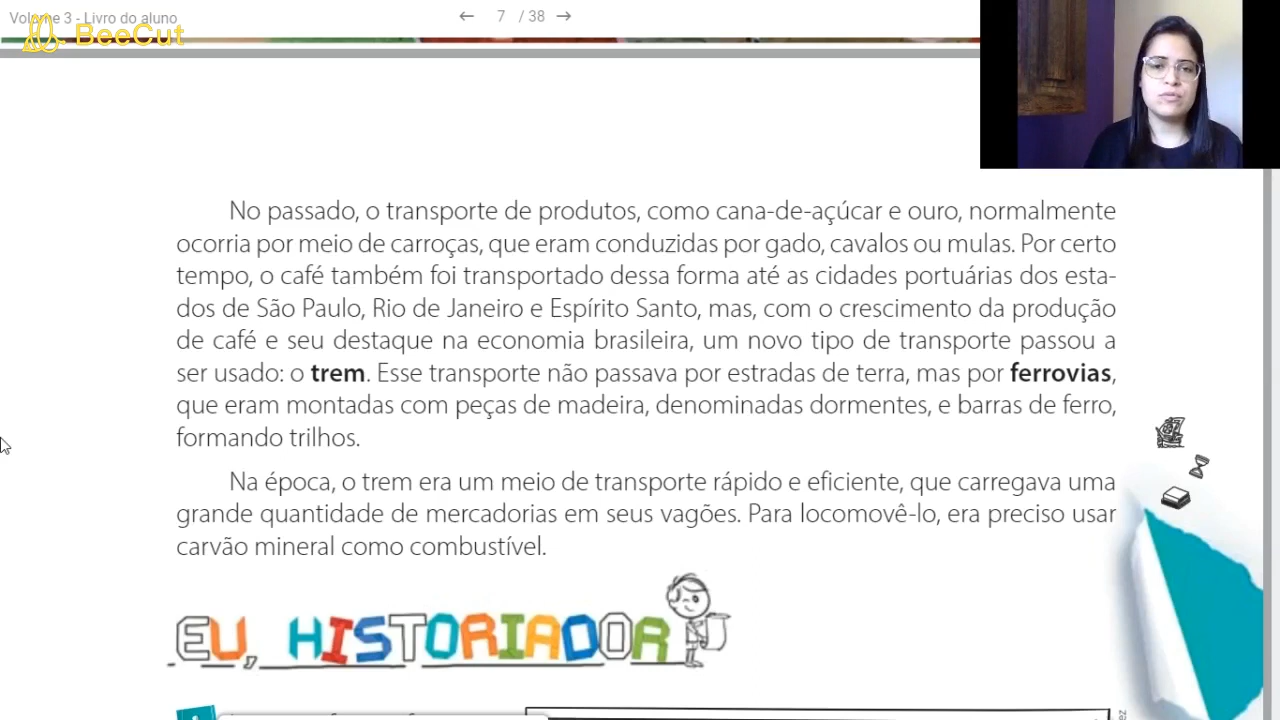 Volume 3 - Livro do aluno
7 / 38
BeeCut
No passado, o transporte de produtos, como cana-de-açúcar e ouro, normalmente
ocorria por meio de carroças, que eram conduzidas por gado, cavalos ou mulas. Por certo
tempo, o café também foi transportado dessa forma até as cidades portuárias dos esta-
dos de São Paulo, Rio de Janeiro e Espírito Santo, mas, com o crescimento da produção
de café e seu destaque na economia brasileira, um novo tipo de transporte passou a
ser usado: o trem. Esse transporte não passava por estradas de terra, mas por ferrovias,
que eram montadas com peças de madeira, denominadas dormentes, e barras de ferro,
formando trilhos.
Na época, o trem era um meio de transporte rápido e eficiente, que carregava uma
grande quantidade de mercadorias em seus vagões. Para locomovê-lo, era preciso usar
carvão mineral como combustível.
EU, HISTORIADOR